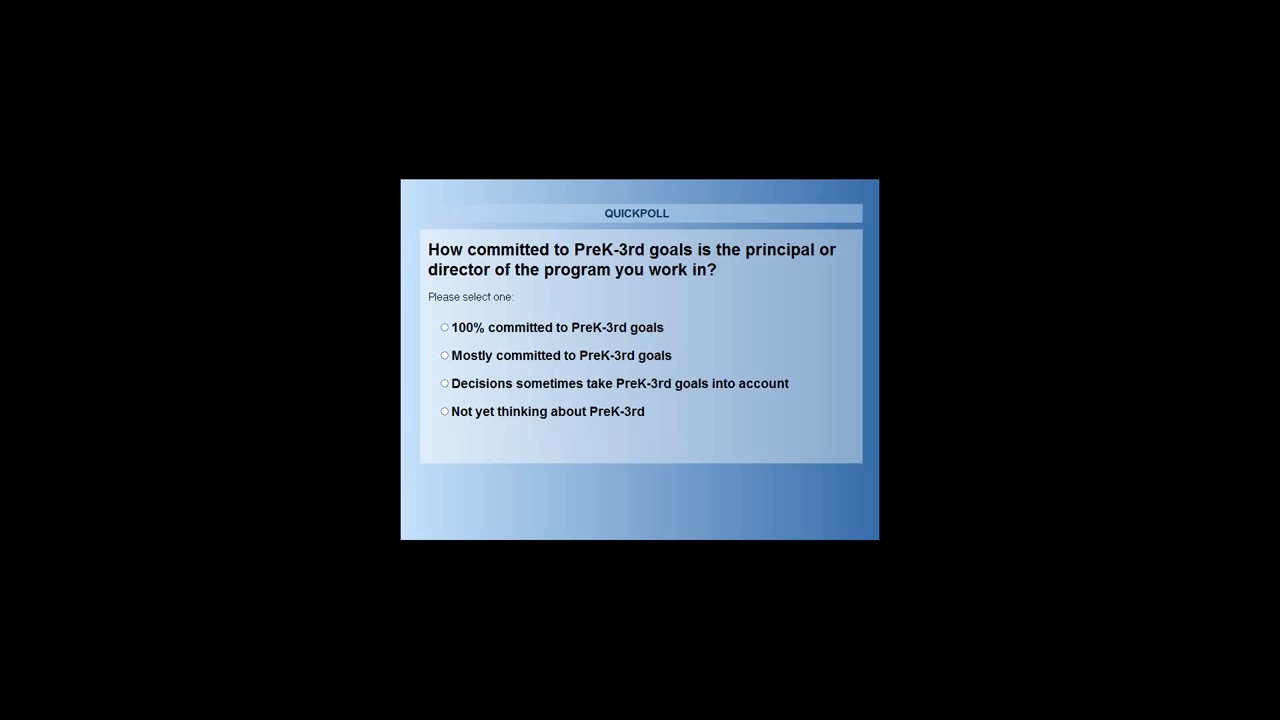 QUICKPOLL
How committed to PreK-3rd goals is the principal or
director of the program you work in?
Please select one:
100% committed to PreK-3rd goals
Mostly committed to PreK-3rd goals
Decisions sometimes take PreK-3rd goals into account
Not yet thinking about PreK-3rd